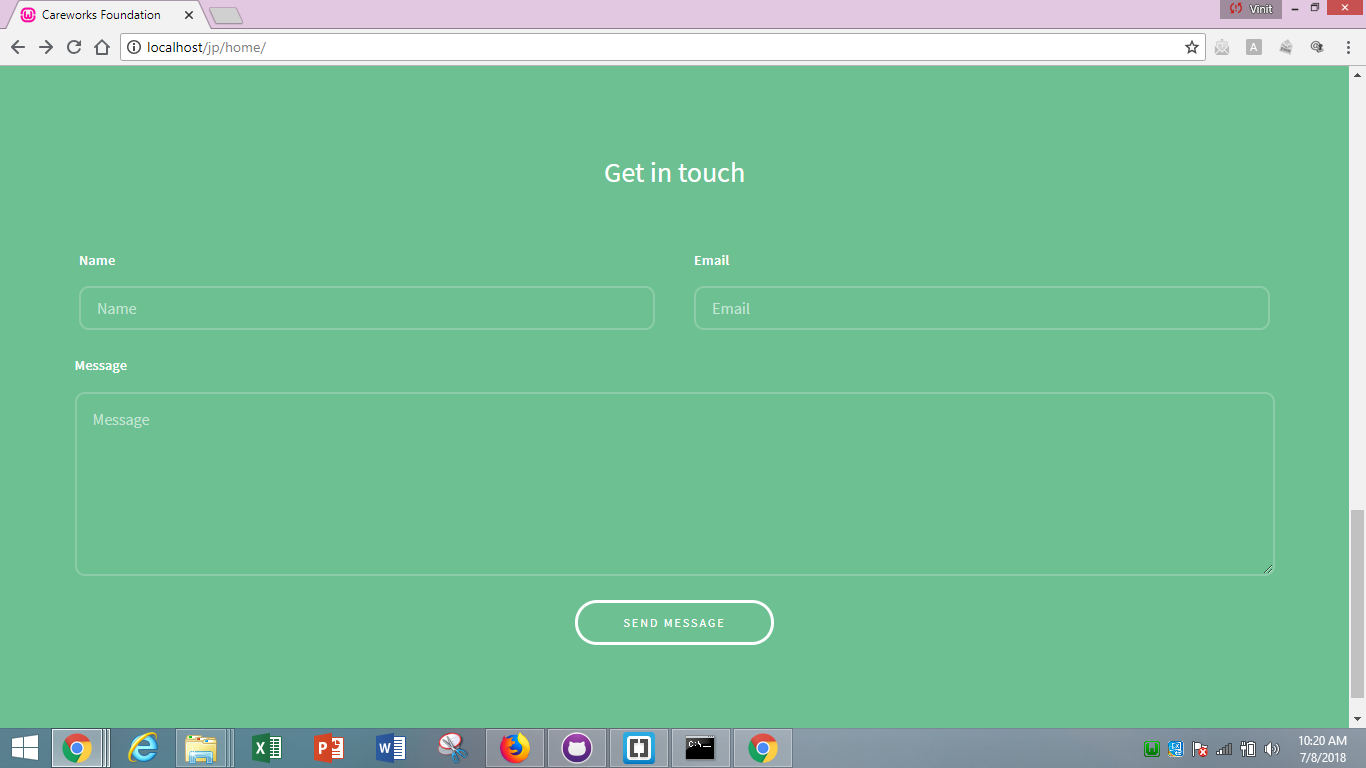 Careworks Foundation
Vinit
localhost/jp/home/
A
Get in touch
Name
Email
Name
Email
Message
Message
SEND MESSAGE
10:20 AM
7/8/2018